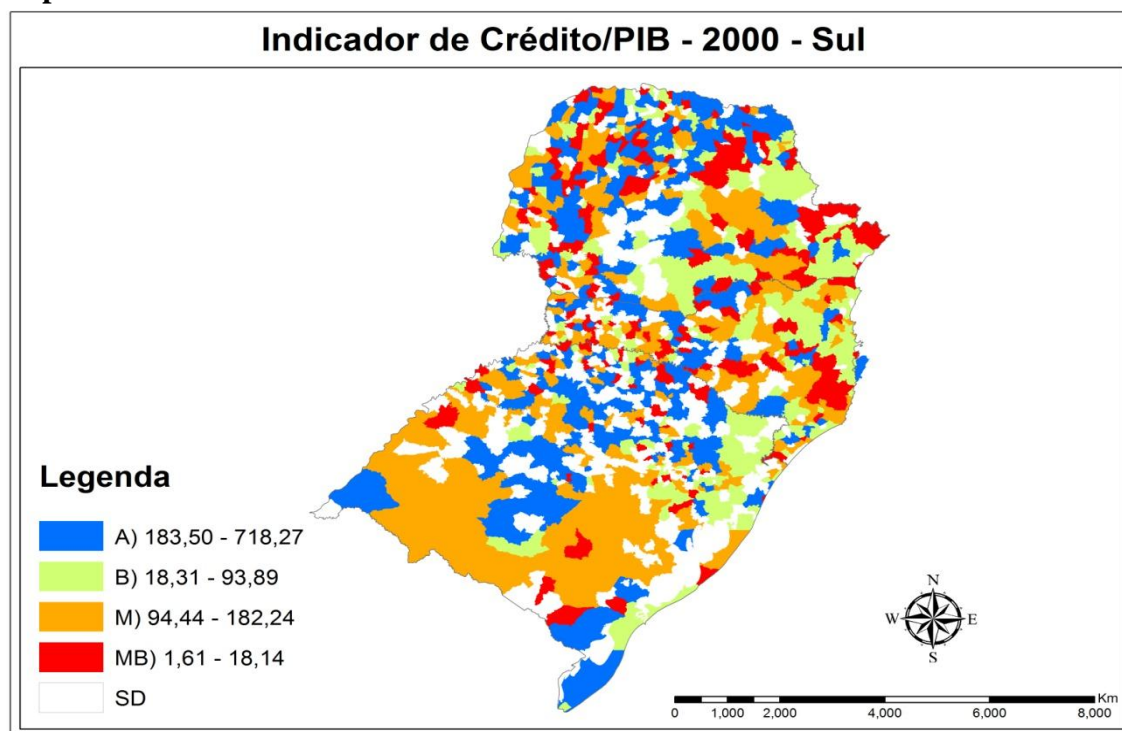 Indicador de Crédito/PIB - 2000 - Sul
Legenda
A) 183,50 - 718,27
B) 18,31 - 93,89
M) 94,44 - 182,24
MB) 1,61 - 18,14
SD
N
W E
S
Km
0 1,000 2,000 4,000 6,000 8,000